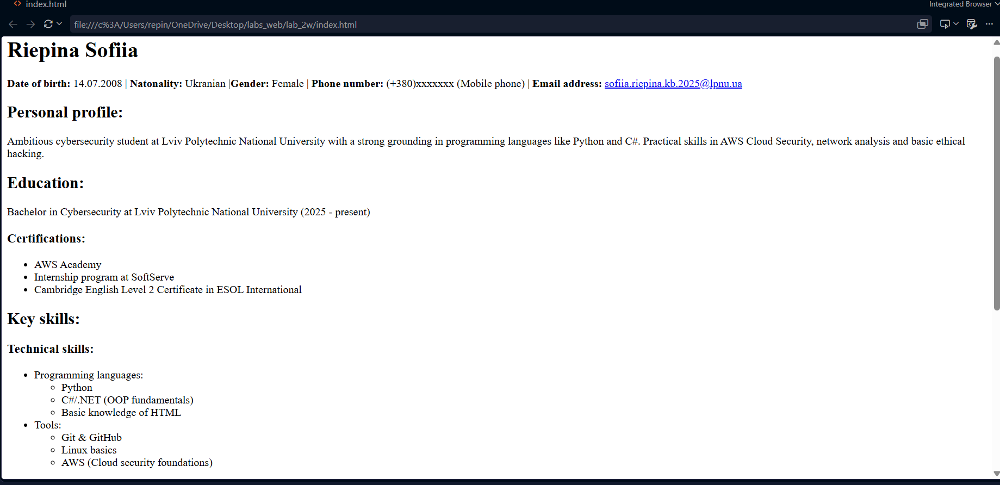 index.html
Integrated Browser
file:///c%3A/Users/repin/OneDrive/Desktop/labs_web/lab_2w/index.html
Riepina Sofiia
Date of birth: 14.07.2008 | Natonality: Ukranian |Gender: Female | Phone number: (+380)xxxxxxx (Mobile phone) | Email address: sofiia.riepina.kb.2025@lpnu.ua
Personal profile:
Ambitious cybersecurity student at Lviv Polytechnic National University with a strong grounding in programming languages like Python and C#. Practical skills in AWS Cloud Security, network analysis and basic ethical
hacking.
Education:
Bachelor in Cybersecurity at Lviv Polytechnic National University (2025 - present)
Certifications:
• AWS Academy
• Internship program at SoftServe
• Cambridge English Level 2 Certificate in ESOL International
Key skills:
Technical skills:
• Programming languages:
◦ Python
◦ C#/.NET (OOP fundamentals)
◦ Basic knowledge of HTML
• Tools:
◦ Git & GitHub
◦ Linux basics
◦ AWS (Cloud security foundations)